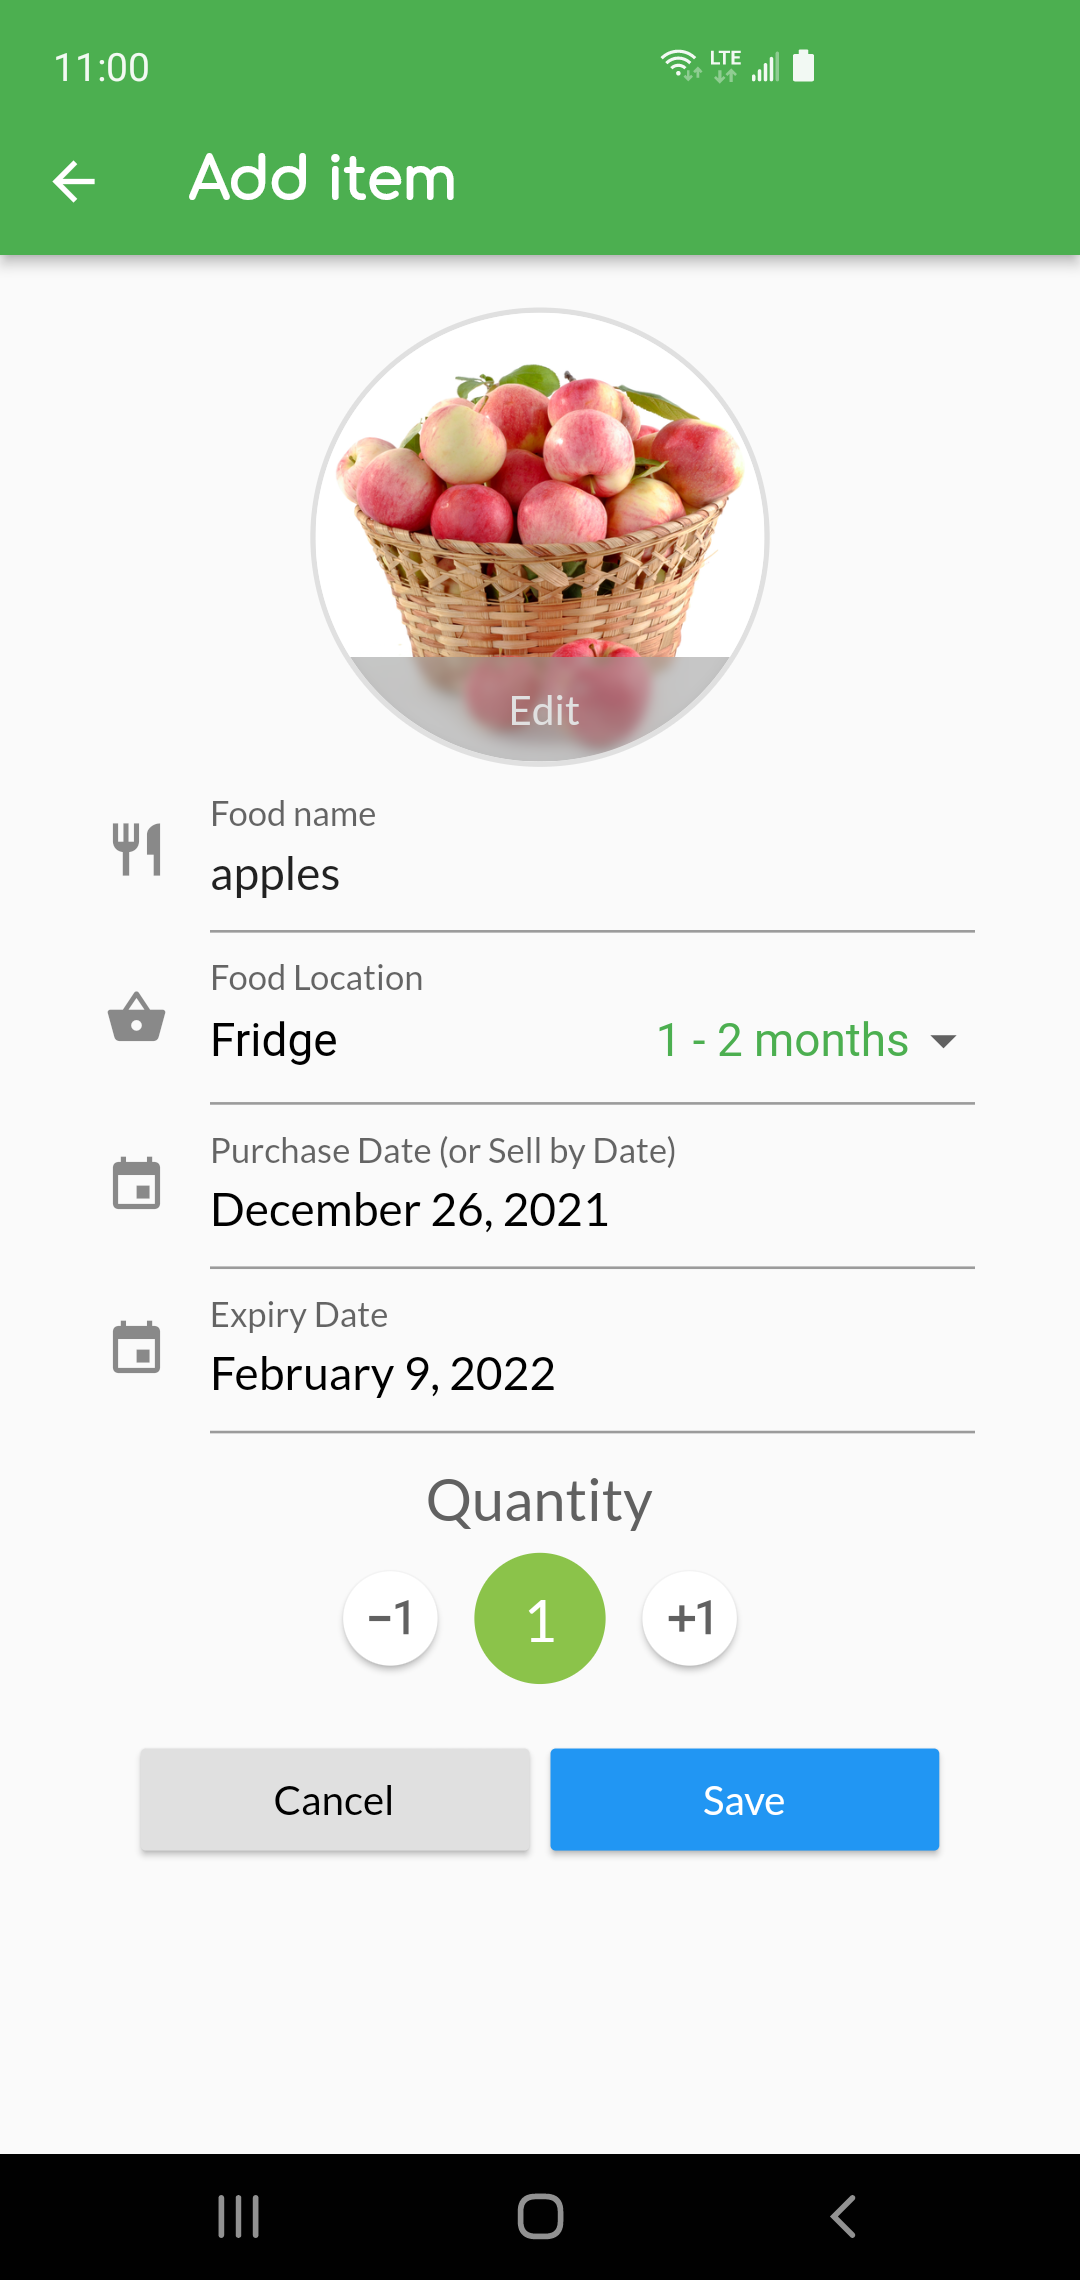 11:00 LTE
Add item
Edit
Food name
apples
Food Location
Fridge 1 - 2 months
Purchase Date (or Sell by Date)
December 26, 2021
Expiry Date
February 9, 2022
Quantity
-1 1 +1
Cancel Save